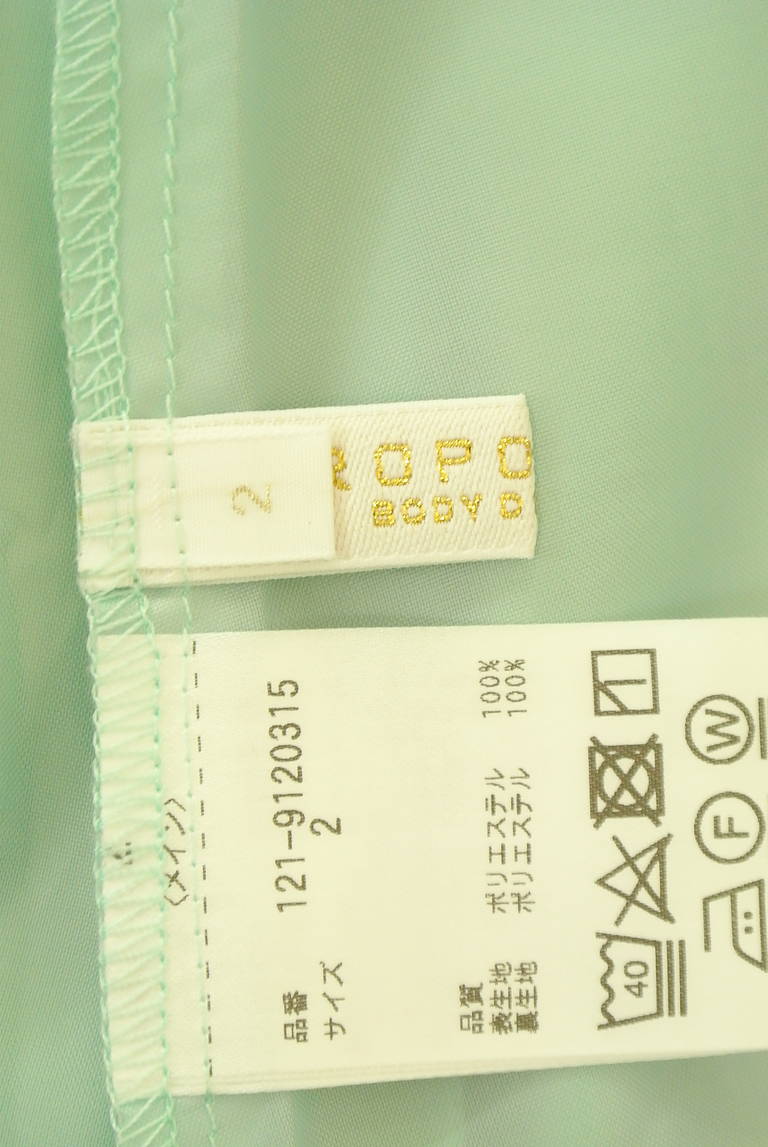 2
ROPO
BODY D
〈メイン〉
品番 121-9120315
サイズ 2
品質
表生地 ポリエステル 100%
裏生地 ポリエステル 100%
40
F
W